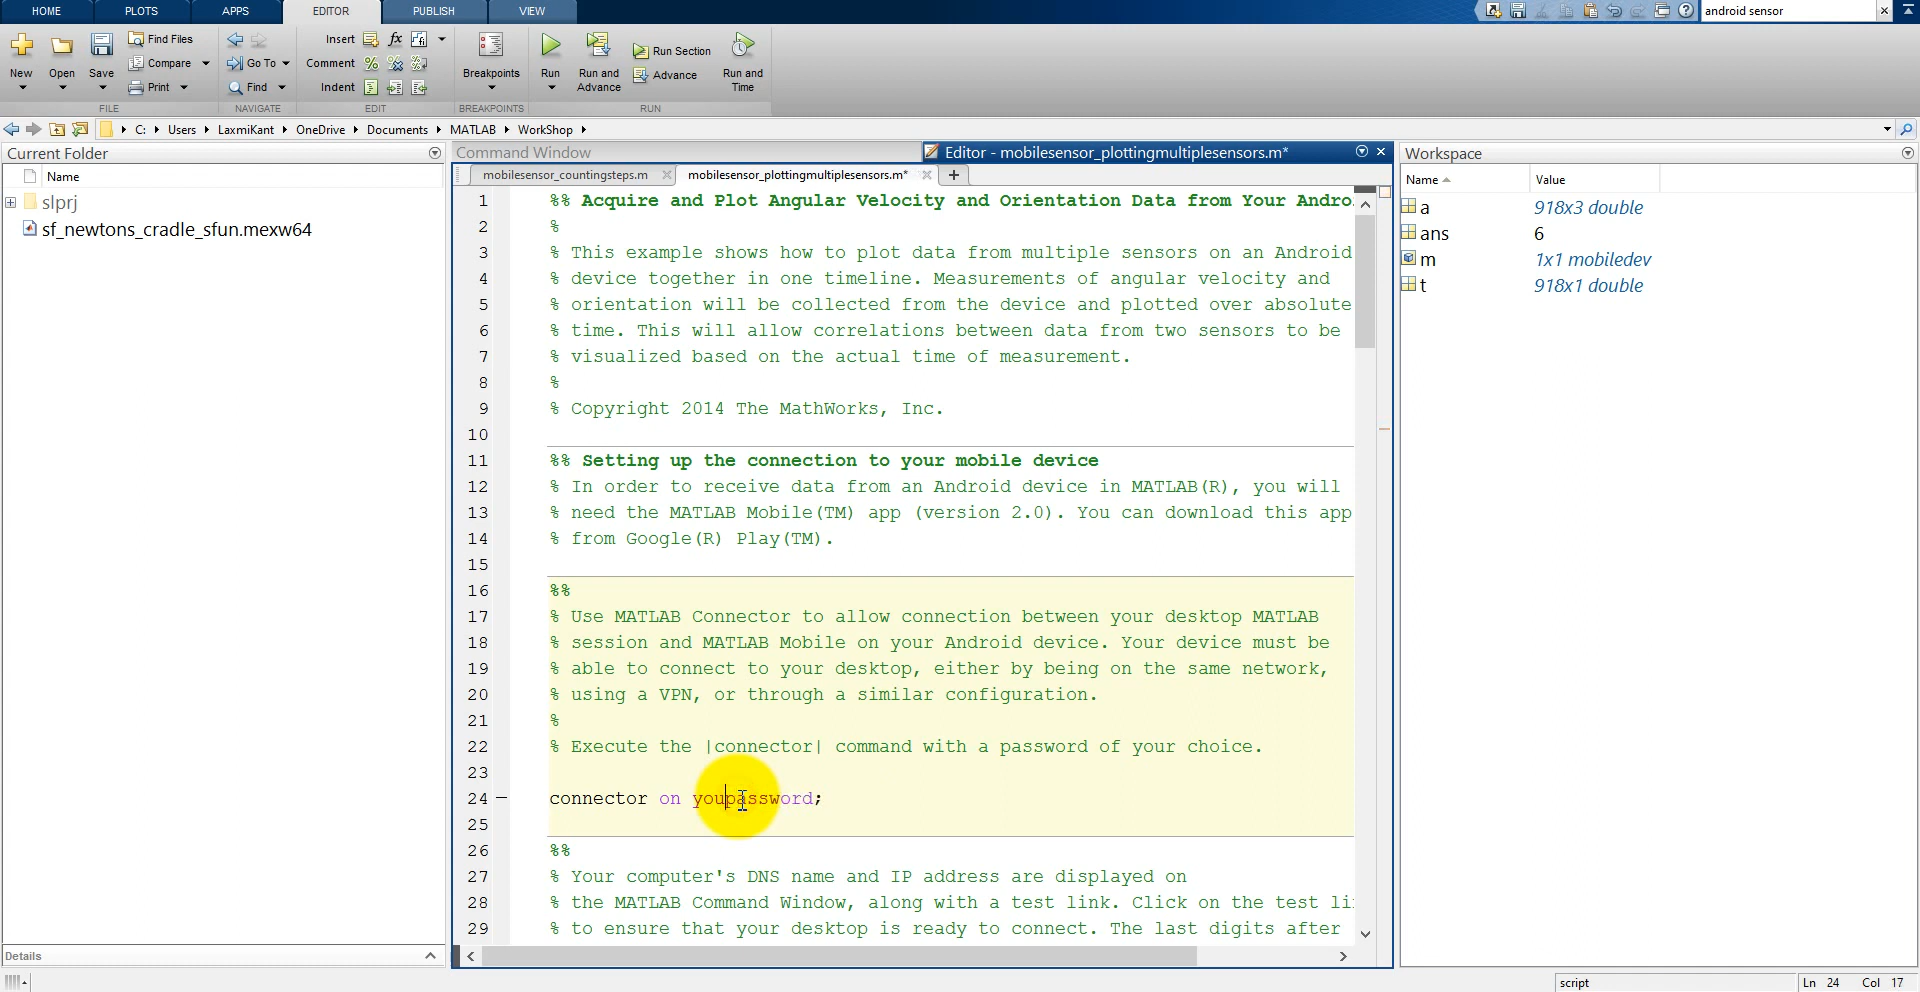 HOME PLOTS APPS EDITOR PUBLISH VIEW android sensor
New Open Save Find Files Compare Print
FILE
Go To Find
NAVIGATE
Insert fx
Comment
Indent
EDIT
Breakpoints
BREAKPOINTS
Run Run and Advance Run Section Advance Run and Time
RUN
C: Users LaxmiKant OneDrive Documents MATLAB WorkShop
Current Folder
Name
slprj
sf_newtons_cradle_sfun.mexw64
Details
Command Window
Editor - mobilesensor_plottingmultiplesensors.m*
mobilesensor_countingsteps.m mobilesensor_plottingmultiplesensors.m*
1 %% Acquire and Plot Angular Velocity and Orientation Data from Your Andro
2 %
3 % This example shows how to plot data from multiple sensors on an Android
4 % device together in one timeline. Measurements of angular velocity and
5 % orientation will be collected from the device and plotted over absolute
6 % time. This will allow correlations between data from two sensors to be
7 % visualized based on the actual time of measurement.
8 %
9 % Copyright 2014 The MathWorks, Inc.
10
11 %% Setting up the connection to your mobile device
12 % In order to receive data from an Android device in MATLAB(R), you will
13 % need the MATLAB Mobile(TM) app (version 2.0). You can download this app
14 % from Google(R) Play(TM).
15
16 %%
17 % Use MATLAB Connector to allow connection between your desktop MATLAB
18 % session and MATLAB Mobile on your Android device. Your device must be
19 % able to connect to your desktop, either by being on the same network,
20 % using a VPN, or through a similar configuration.
21 %
22 % Execute the |connector| command with a password of your choice.
23
24 connector on youpassword;
25
26 %%
27 % Your computer's DNS name and IP address are displayed on
28 % the MATLAB Command Window, along with a test link. Click on the test li
29 % to ensure that your desktop is ready to connect. The last digits after
Workspace
Name Value
a 918x3 double
ans 6
m 1x1 mobiledev
t 918x1 double
script Ln 24 Col 17